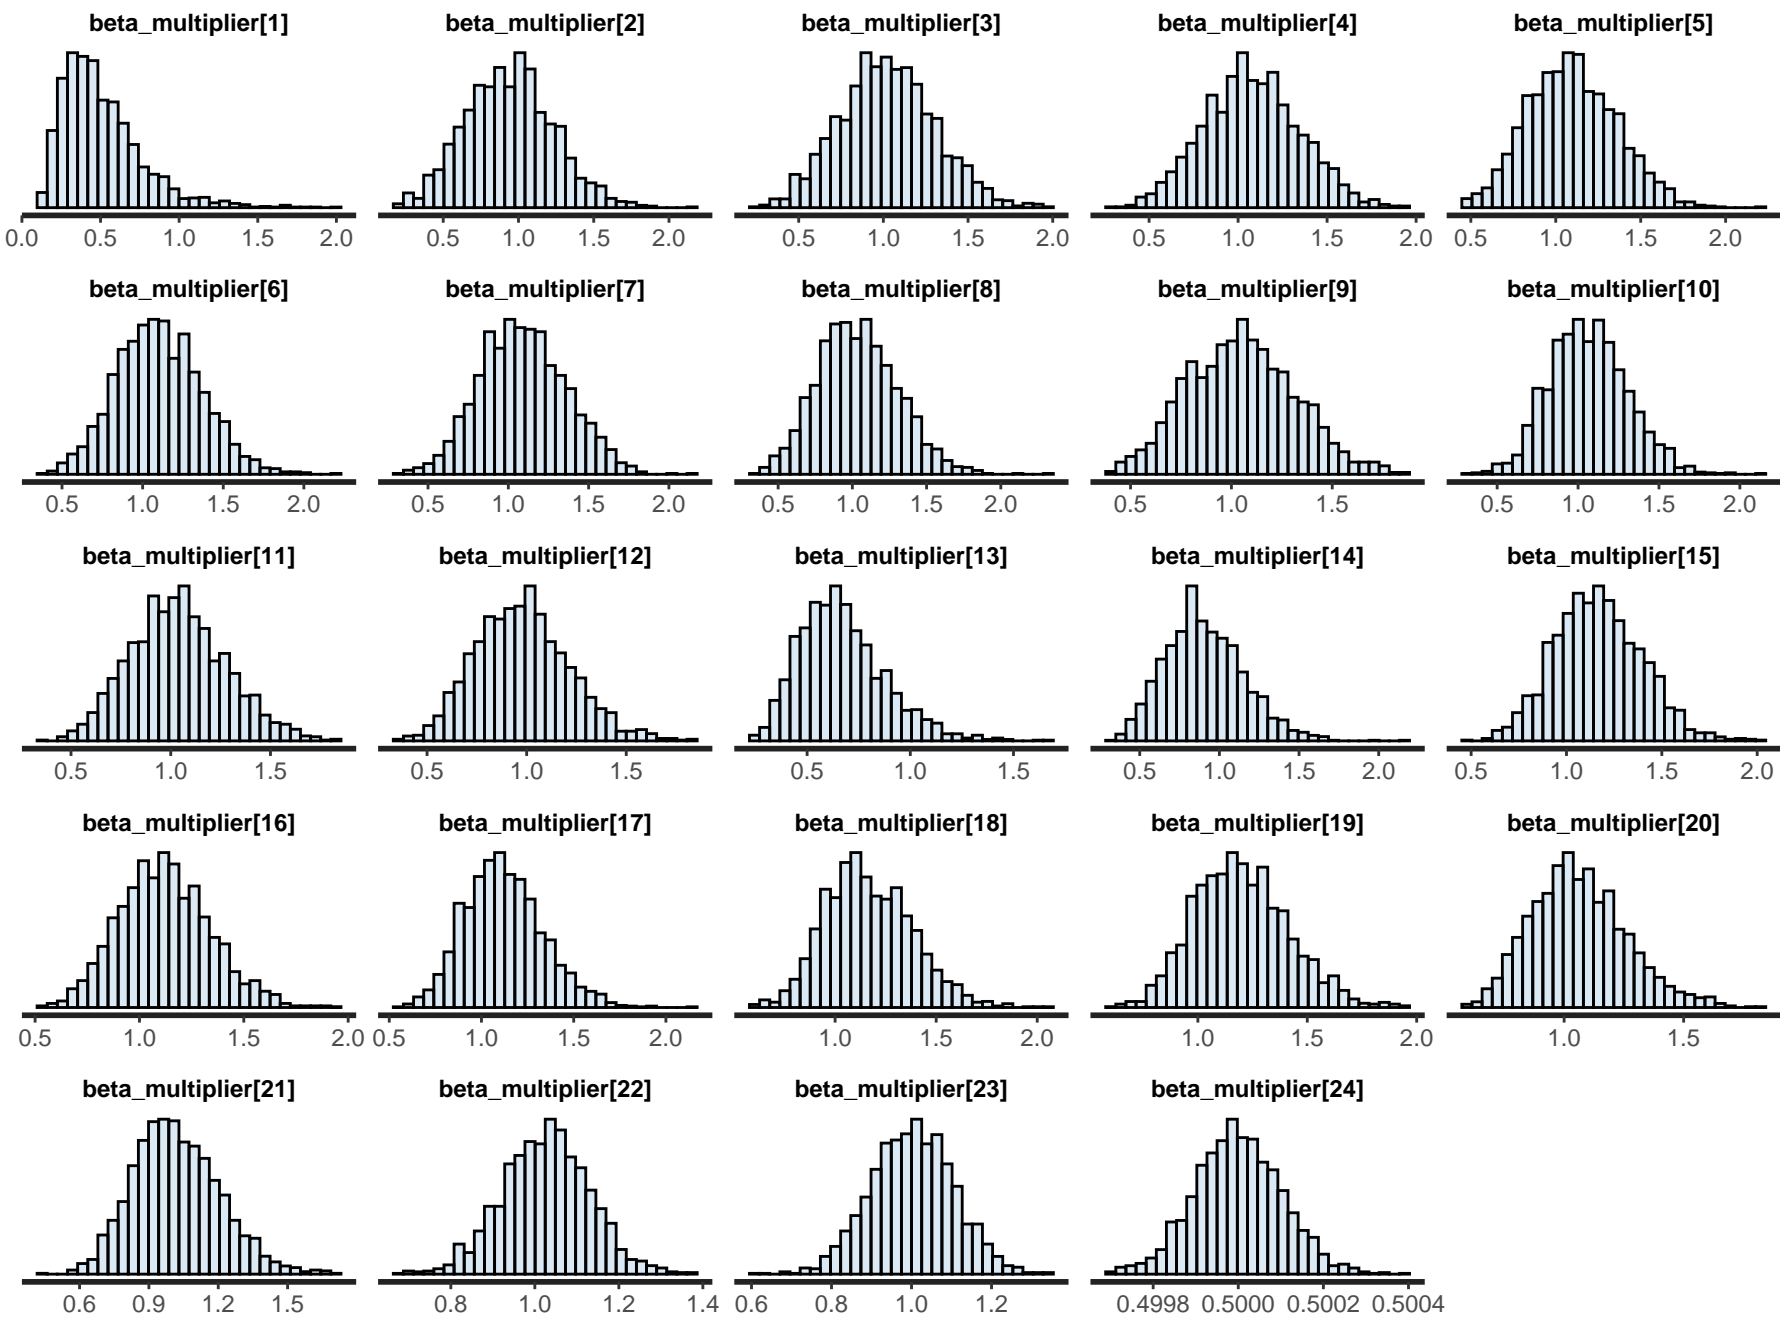 beta_multiplier[1] beta_multiplier[2] beta_multiplier[3] beta_multiplier[4] beta_multiplier[5]
0.0 0.5 1.0 1.5 2.0 0.5 1.0 1.5 2.0 0.5 1.0 1.5 2.0 0.5 1.0 1.5 2.0 0.5 1.0 1.5 2.0
beta_multiplier[6] beta_multiplier[7] beta_multiplier[8] beta_multiplier[9] beta_multiplier[10]
0.5 1.0 1.5 2.0 0.5 1.0 1.5 2.0 0.5 1.0 1.5 2.0 0.5 1.0 1.5 0.5 1.0 1.5 2.0
beta_multiplier[11] beta_multiplier[12] beta_multiplier[13] beta_multiplier[14] beta_multiplier[15]
0.5 1.0 1.5 0.5 1.0 1.5 0.5 1.0 1.5 0.5 1.0 1.5 2.0 0.5 1.0 1.5 2.0
beta_multiplier[16] beta_multiplier[17] beta_multiplier[18] beta_multiplier[19] beta_multiplier[20]
0.5 1.0 1.5 2.0 0.5 1.0 1.5 2.0 1.0 1.5 2.0 1.0 1.5 2.0 1.0 1.5
beta_multiplier[21] beta_multiplier[22] beta_multiplier[23] beta_multiplier[24]
0.6 0.9 1.2 1.5 0.8 1.0 1.2 1.4 0.6 0.8 1.0 1.2 0.4998 0.5000 0.5002 0.5004